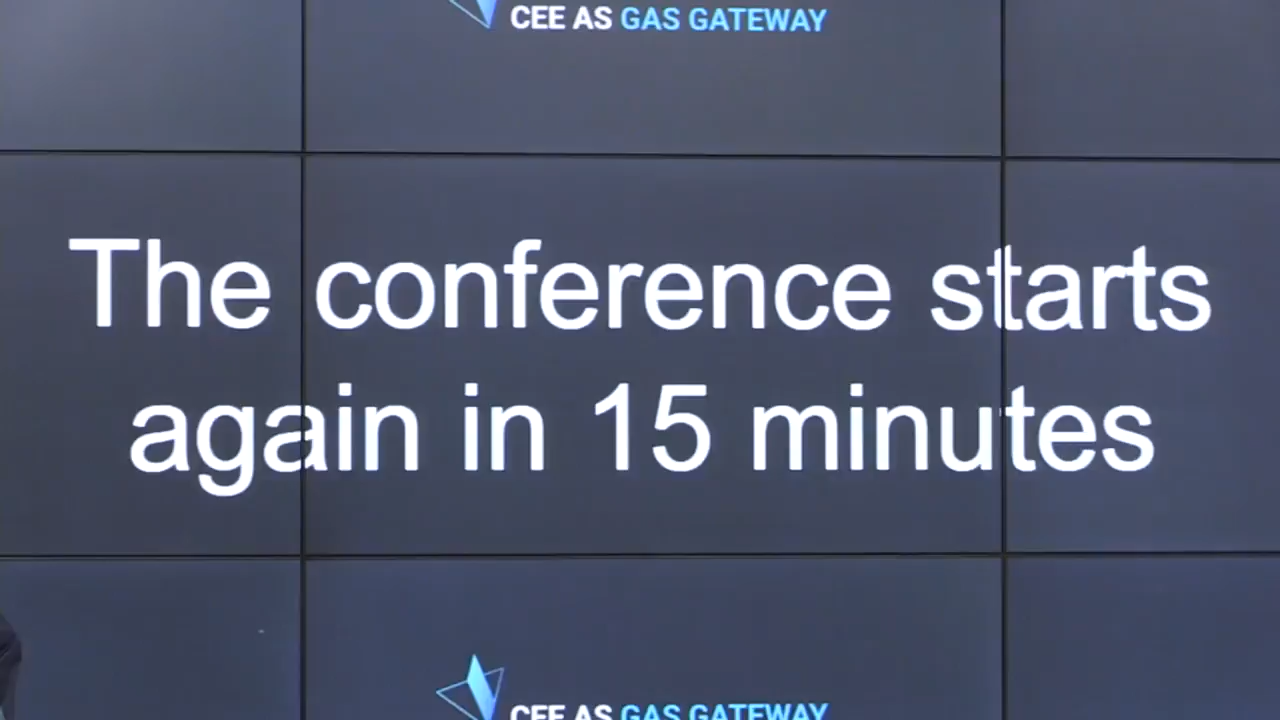 CEE AS GAS GATEWAY
The conference starts
again in 15 minutes
CEE AS GAS GATEWAY